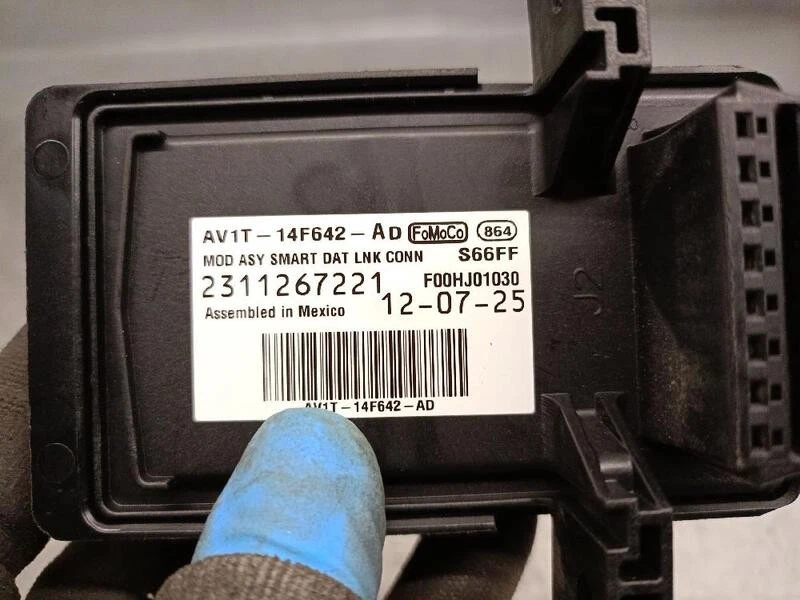 AV1T-14F642-AD FoMoCo 864
MOD ASY SMART DAT LNK CONN S66FF
2311267221 F00HJ01030
Assembled in Mexico 12-07-25
AV1T-14F642-AD
J2